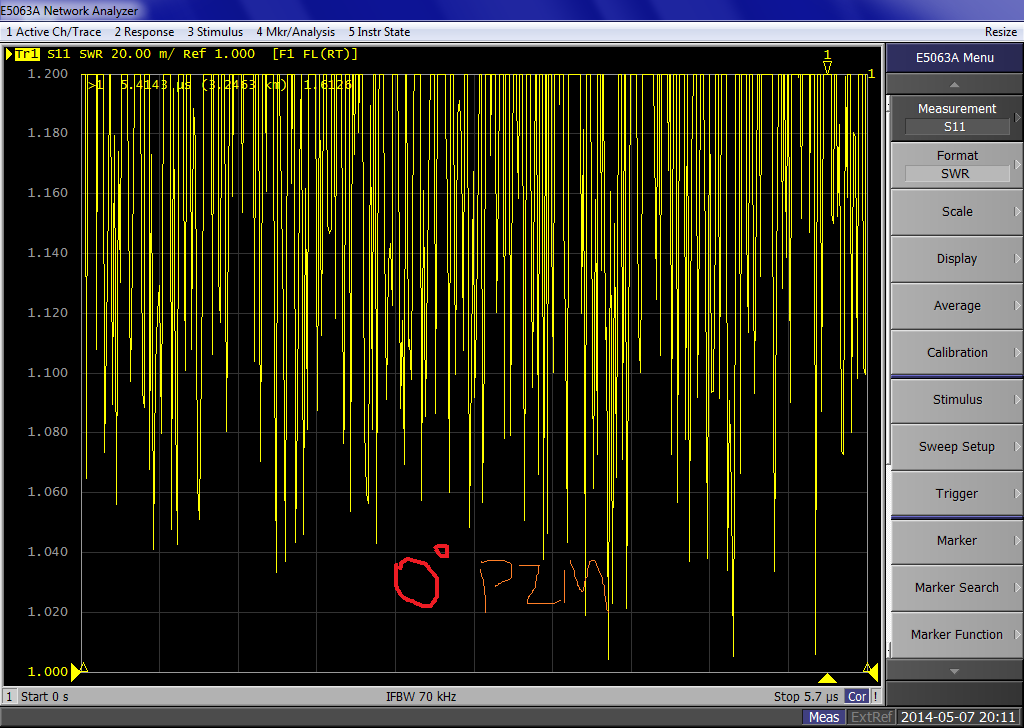 E5063A Network Analyzer
1 Active Ch/Trace 2 Response 3 Stimulus 4 Mkr/Analysis 5 Instr State Resize
Tr1 S11 SWR 20.00 m/ Ref 1.000 [F1 FL(RT)]
E5063A Menu
1.200
1
1
>1 5.4143 µs (3.2463 km) 1.6126
1.180
1.160
1.140
1.120
1.100
1.080
1.060
1.040
1.020
1.000
Measurement
S11
Format
SWR
Scale
Display
Average
Calibration
Stimulus
Sweep Setup
Trigger
Marker
Marker Search
Marker Function
1 Start 0 s IFBW 70 kHz Stop 5.7 µs Cor !
Meas ExtRef 2014-05-07 20:11